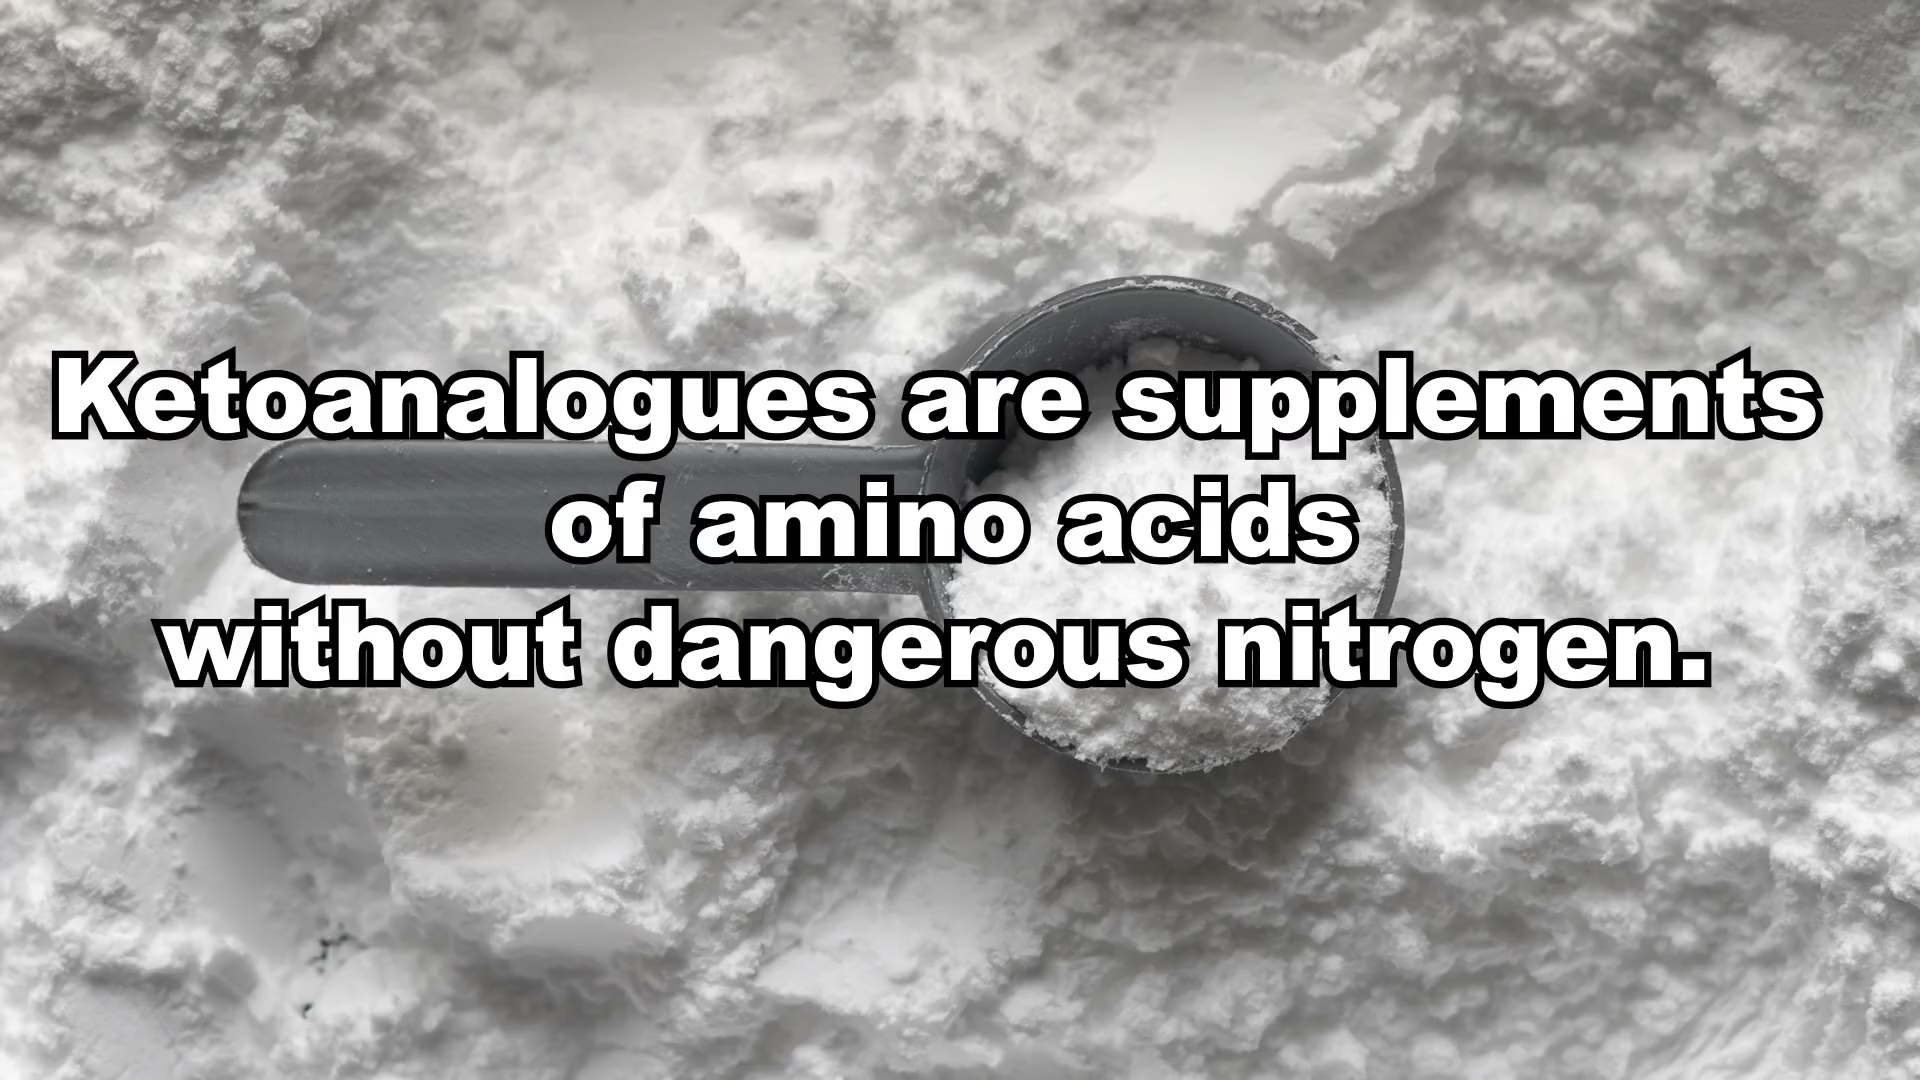 Ketoanalogues are supplements
of amino acids
without dangerous nitrogen.